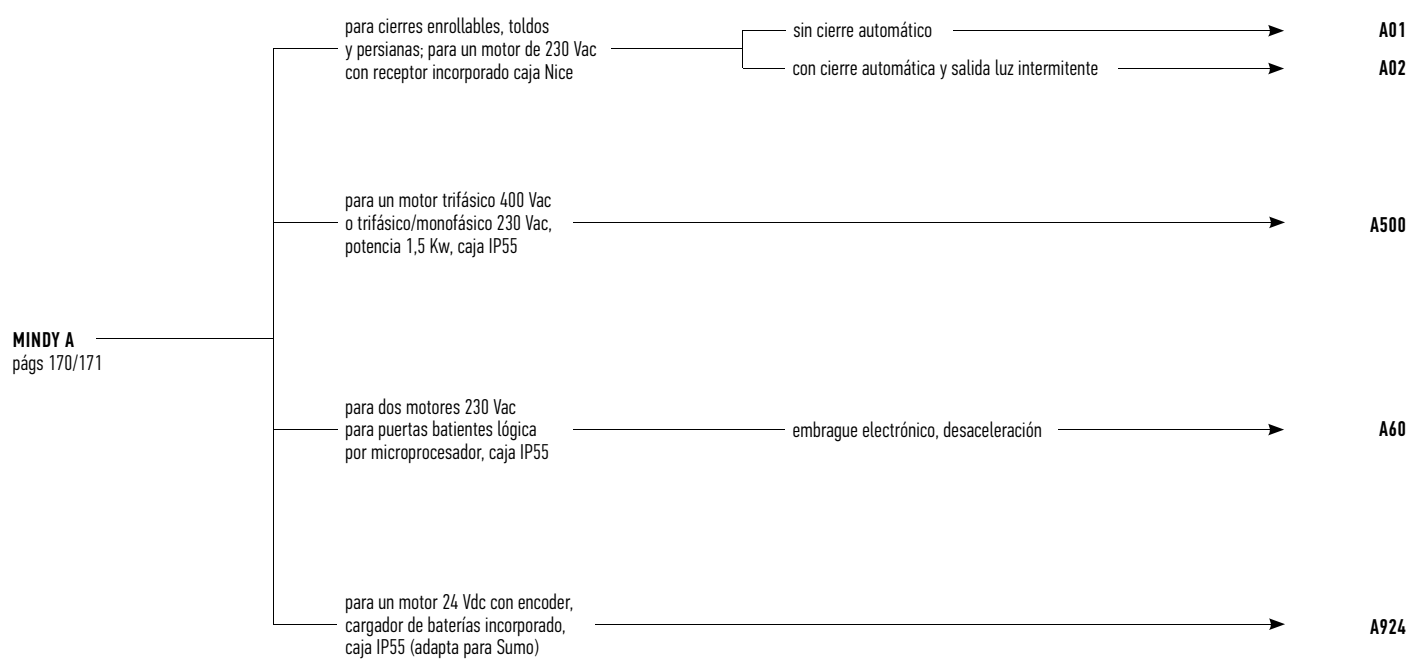 para cierres enrollables, toldos
y persianas; para un motor de 230 Vac
con receptor incorporado caja Nice
sin cierre automático
A01
con cierre automática y salida luz intermitente
A02
para un motor trifásico 400 Vac
o trifásico/monofásico 230 Vac,
potencia 1,5 Kw, caja IP55
A500
MINDY A
págs 170/171
para dos motores 230 Vac
para puertas batientes lógica
por microprocesador, caja IP55
embrague electrónico, desaceleración
A60
para un motor 24 Vdc con encoder,
cargador de baterías incorporado,
caja IP55 (adapta para Sumo)
A924